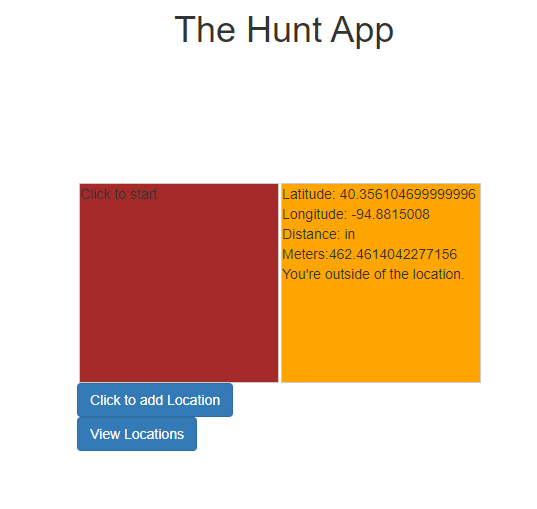 The Hunt App
Click to start
Latitude: 40.356104699999996
Longitude: -94.8815008
Distance: in
Meters:462.4614042277156
You're outside of the location.
Click to add Location
View Locations